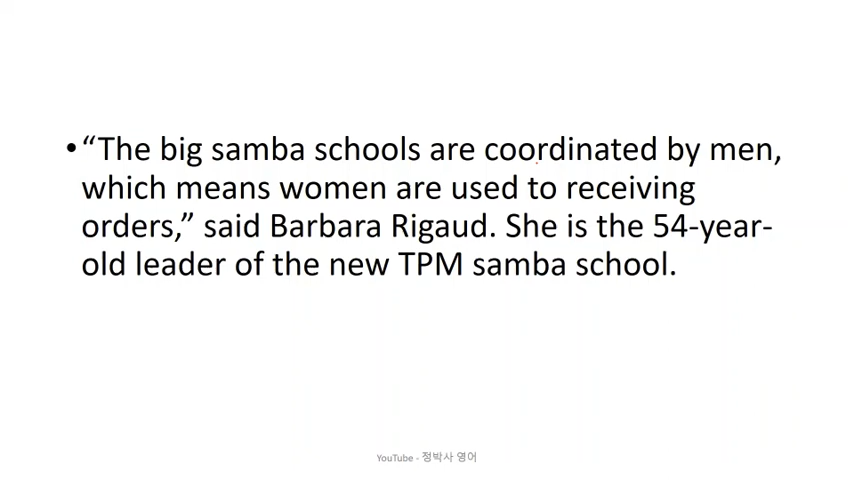 •“The big samba schools are coordinated by men,
which means women are used to receiving
orders,” said Barbara Rigaud. She is the 54-year-
old leader of the new TPM samba school.
YouTube - 정박사 영어